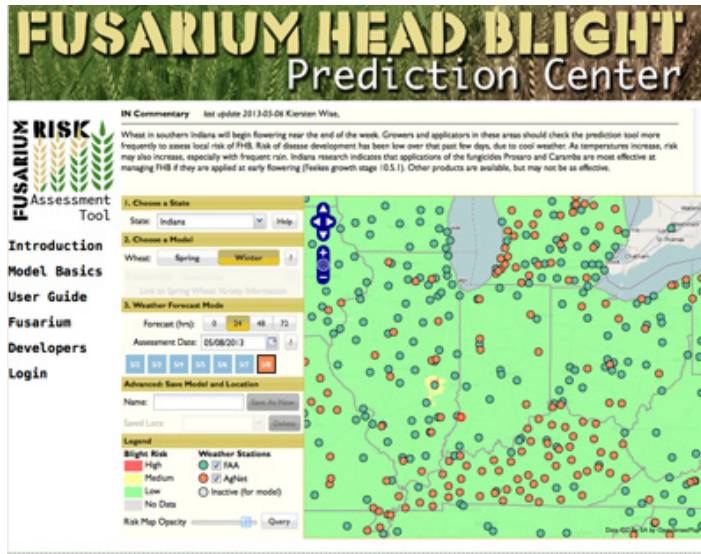 FUSARIUM HEAD BLIGHT
Prediction Center
FUSARIUM
RISK
Assessment
Tool
Introduction
Model Basics
User Guide
Fusarium
Developers
Login
IN Commentary last update 2013-05-06 Kiersten Wise,
Wheat in southern Indiana will begin flowering near the end of the week. Growers and applicators in these areas should check the prediction tool more
frequently to assess local risk of FHB. Risk of disease development has been low over that past few days, due to cool weather. As temperatures increase, risk
may also increase, especially with frequent rain. Indiana research indicates that applications of the fungicides Prosaro and Caramba are most effective at
managing FHB if they are applied at early flowering (Feekes growth stage 10.5.1). Other products are available, but may not be as effective.
1. Choose a State
State: Indiana Help
2. Choose a Model
Wheat: Spring Winter ?
Link to Spring Wheat Variety Information
3. Weather Forecast Mode
Forecast (hrs): 0 24 48 72
Assessment Date: 05/08/2013 ?
5/2 5/3 5/4 5/5 5/6 5/7 5/8
Advanced: Save Model and Location
Name: Save As New
Saved Locs: Delete
Legend
Blight Risk Weather Stations
High FAA
Medium AgNet
Low Inactive (for model)
No Data
Risk Map Opacity Query
St. Thomas
Chatham